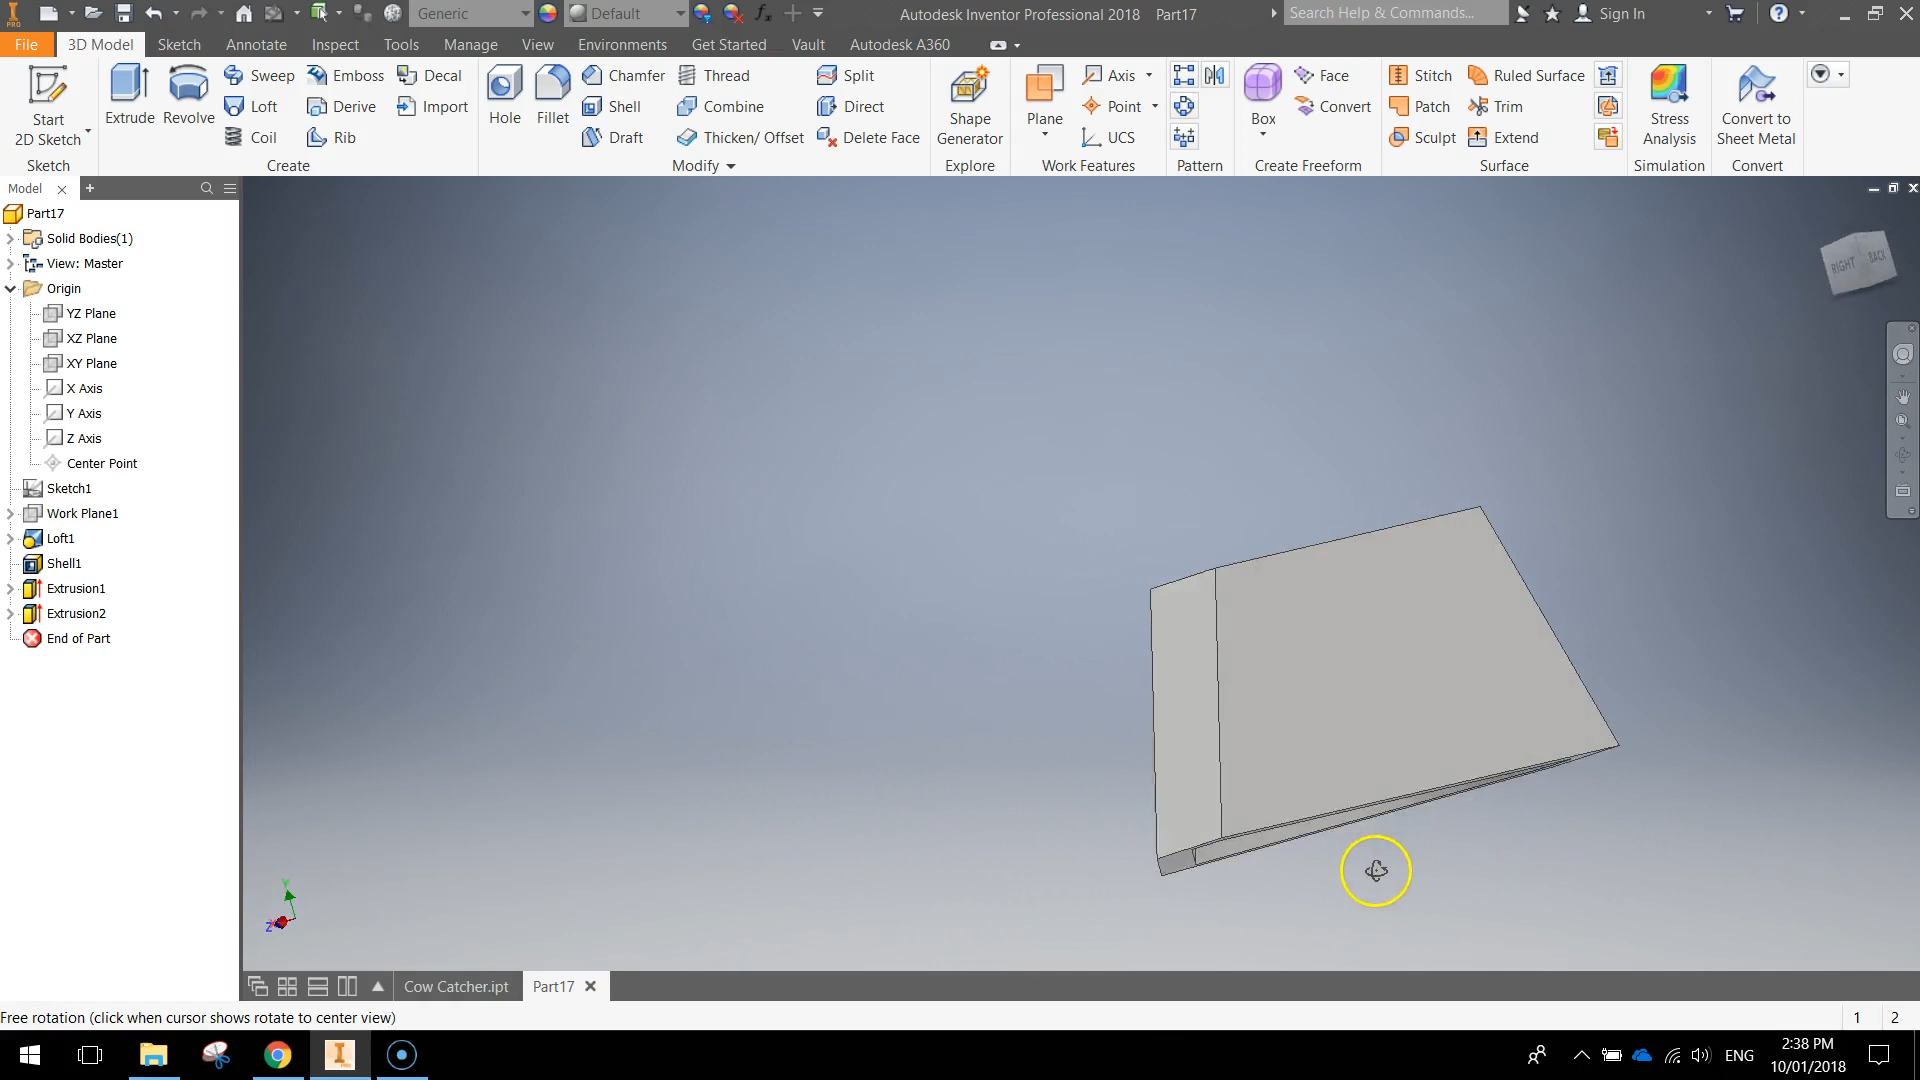 Generic
Default
Autodesk Inventor Professional 2018 Part17
Search Help & Commands...
Sign In
PRO
File 3D Model Sketch Annotate Inspect Tools Manage View Environments Get Started Vault Autodesk A360
Start
2D Sketch
Sketch
Extrude Revolve
Sweep Emboss Decal
Loft Derive Import
Coil Rib
Create
Hole Fillet
Chamfer Thread Split
Shell Combine Direct
Draft Thicken/ Offset Delete Face
Modify
Shape
Generator
Explore
Plane
Axis
Point
UCS
Work Features
Pattern
Box
Face
Convert
Create Freeform
Stitch Ruled Surface
Patch Trim
Sculpt Extend
Surface
Stress
Analysis
Simulation
Convert to
Sheet Metal
Convert
Model
Part17
Solid Bodies(1)
View: Master
Origin
YZ Plane
XZ Plane
XY Plane
X Axis
Y Axis
Z Axis
Center Point
Sketch1
Work Plane1
Loft1
Shell1
Extrusion1
Extrusion2
End of Part
RIGHT BACK
Y
Z
Cow Catcher.ipt Part17
Free rotation (click when cursor shows rotate to center view)
1 2
ENG
2:38 PM
10/01/2018